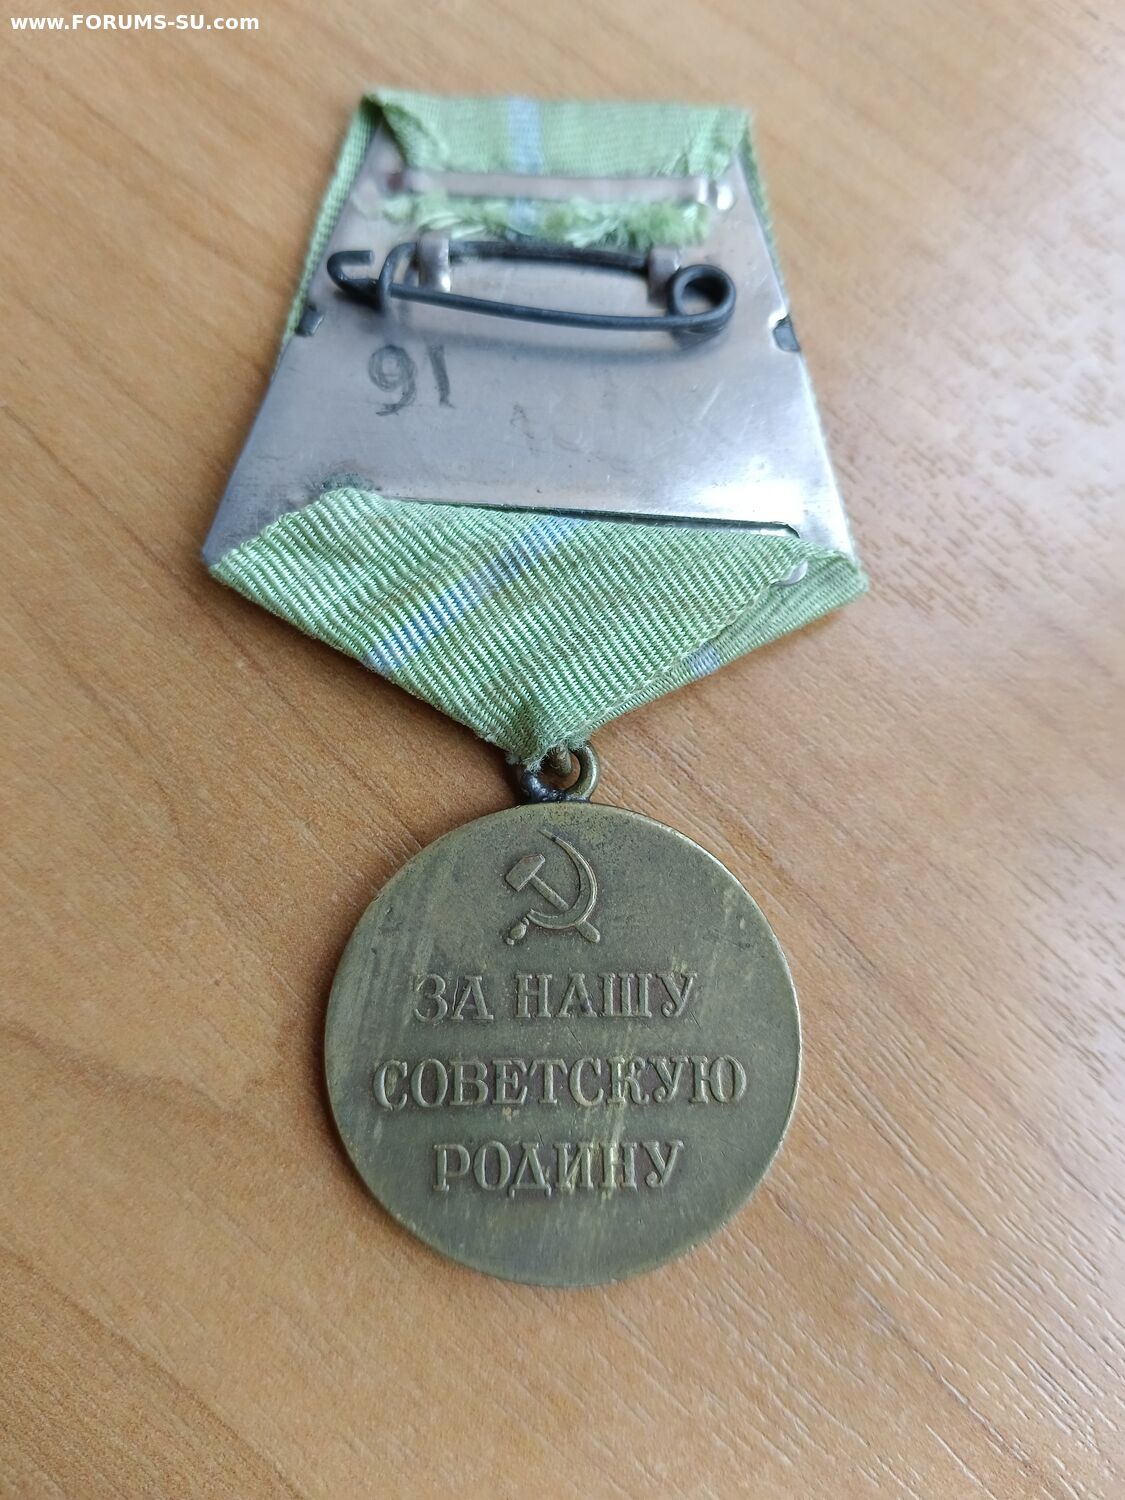 www.FORUMS-SU.com
91
ЗА НАШУ
СОВЕТСКУЮ
РОДИНУ